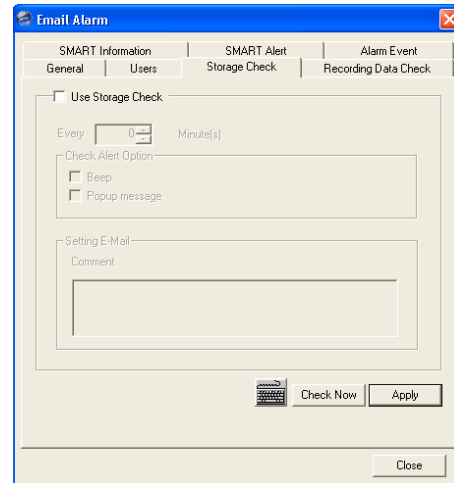 Email Alarm
SMART Information SMART Alert Alarm Event
General Users Storage Check Recording Data Check
Use Storage Check
Every 0 Minute(s)
Check Alert Option
Beep
Popup message
Setting E-Mail
Comment
Check Now Apply
Close